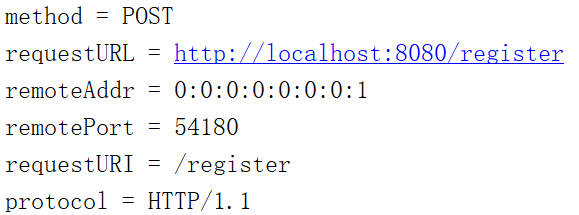 method = POST
requestURL = http://localhost:8080/register
remoteAddr = 0:0:0:0:0:0:0:1
remotePort = 54180
requestURI = /register
protocol = HTTP/1.1